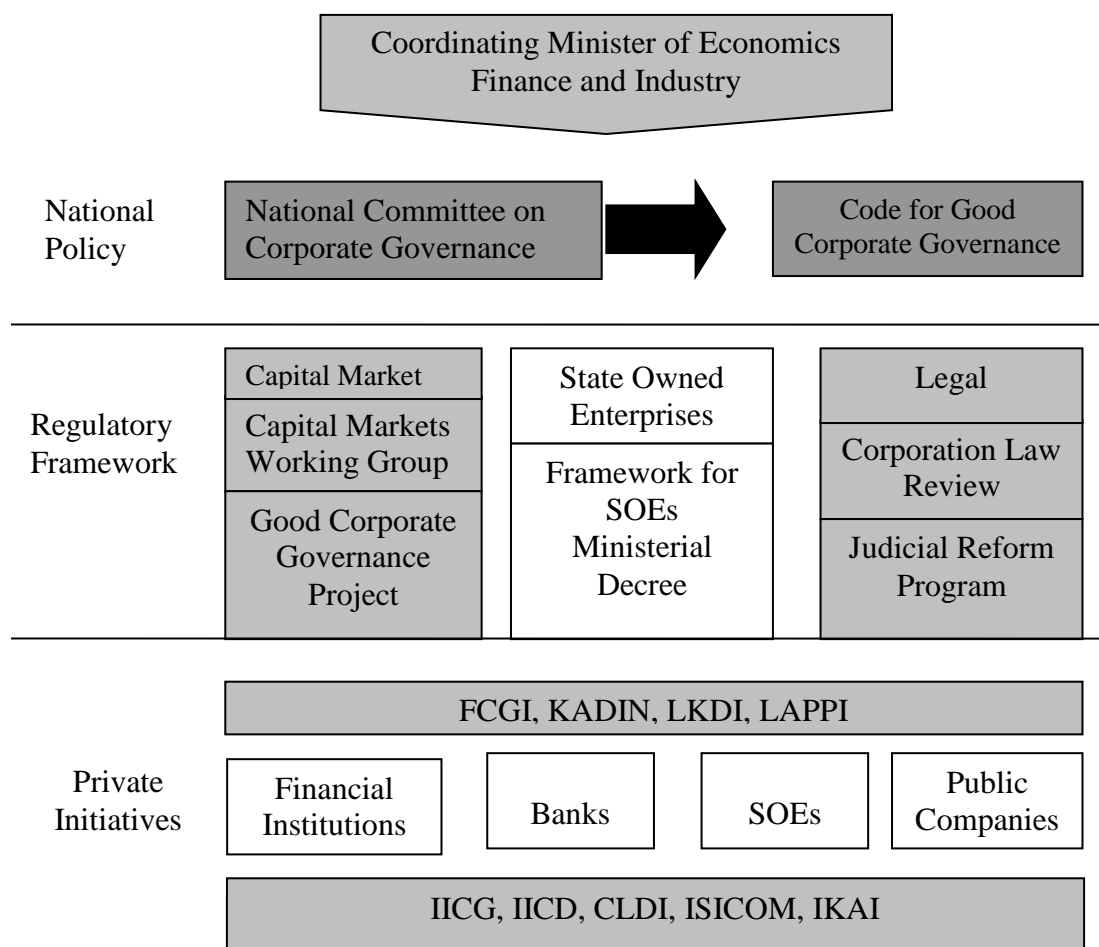 Coordinating Minister of Economics
Finance and Industry
National
Policy
National Committee on
Corporate Governance
Code for Good
Corporate Governance
Regulatory
Framework
Capital Market
Capital Markets
Working Group
Good Corporate
Governance
Project
State Owned
Enterprises
Framework for
SOEs
Ministerial
Decree
Legal
Corporation Law
Review
Judicial Reform
Program
Private
Initiatives
FCGI, KADIN, LKDI, LAPPI
Financial
Institutions
Banks
SOEs
Public
Companies
IICG, IICD, CLDI, ISICOM, IKAI